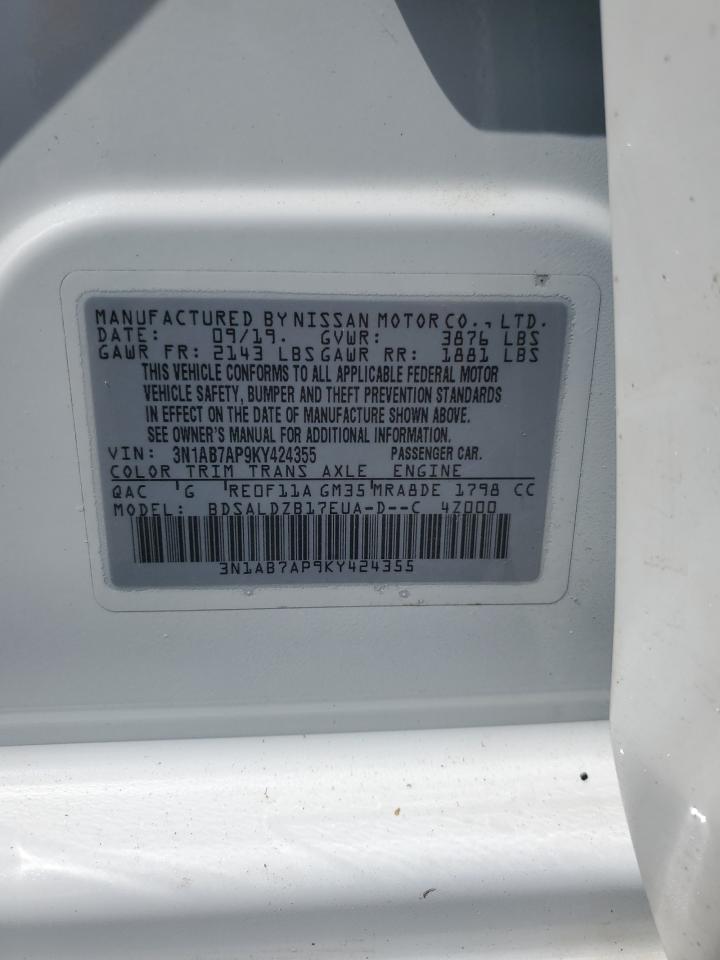 MANUFACTURED BY NISSAN MOTOR CO., LTD.
DATE: 09/19. GVWR: 3876 LBS
GAWR FR: 2143 LBS GAWR RR: 1881 LBS
THIS VEHICLE CONFORMS TO ALL APPLICABLE FEDERAL MOTOR
VEHICLE SAFETY, BUMPER AND THEFT PREVENTION STANDARDS
IN EFFECT ON THE DATE OF MANUFACTURE SHOWN ABOVE.
SEE OWNER'S MANUAL FOR ADDITIONAL INFORMATION.
VIN: 3N1AB7AP9KY424355 PASSENGER CAR.
COLOR TRIM TRANS AXLE ENGINE
QAC G RE0F11A GM35 MRA8DE 1798 CC
MODEL: BDSALDZB17EUA-D--C 4Z000
3N1AB7AP9KY424355